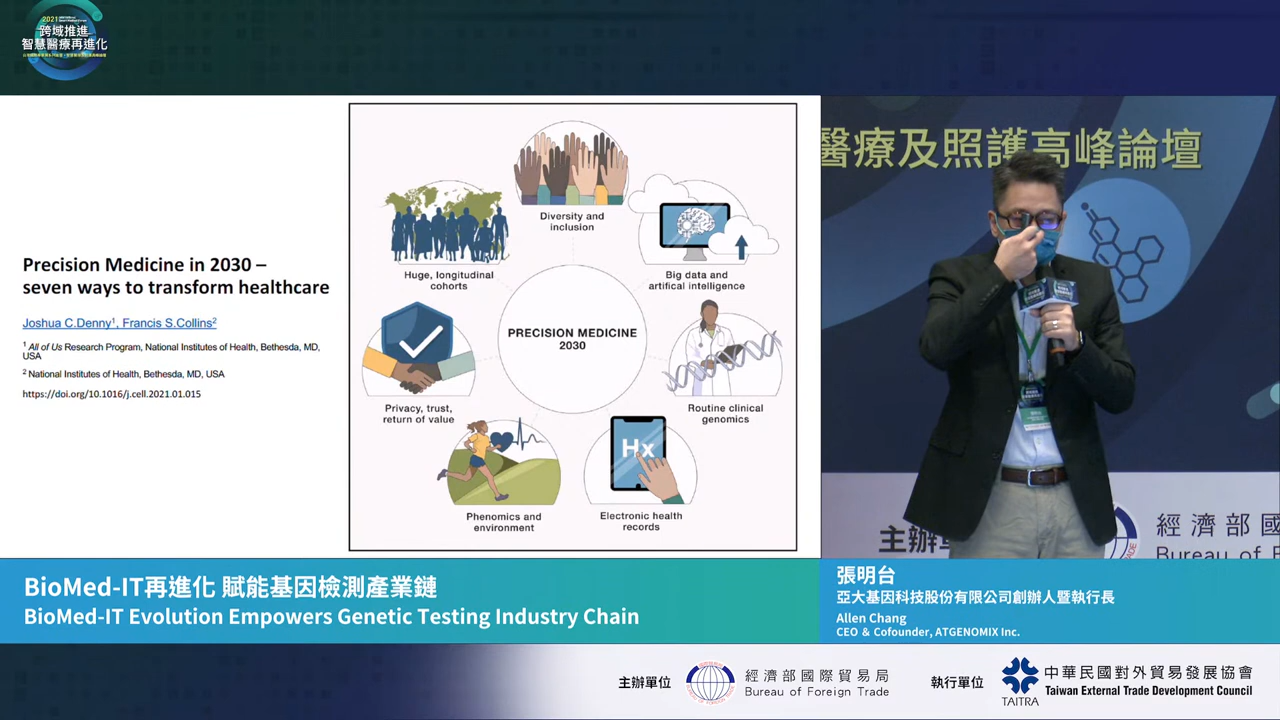 2021
跨域推進
智慧醫療再進化
Precision Medicine in 2030 –
seven ways to transform healthcare
Joshua C.Denny1, Francis S.Collins2
1 All of Us Research Program, National Institutes of Health, Bethesda, MD,
USA
2 National Institutes of Health, Bethesda, MD, USA
https://doi.org/10.1016/j.cell.2021.01.015
Diversity and
inclusion
Huge, longitudinal
cohorts
Big data and
artifical intelligence
PRECISION MEDICINE
2030
Privacy, trust,
return of value
Routine clinical
genomics
Hx
Phenomics and
environment
Electronic health
records
醫療及照護高峰論壇
主辦
經濟部國
Bureau of F
BioMed-IT再進化 賦能基因檢測產業鏈
BioMed-IT Evolution Empowers Genetic Testing Industry Chain
張明台
亞大基因科技股份有限公司創辦人暨執行長
Allen Chang
CEO & Cofounder, ATGENOMIX Inc.
主辦單位
經濟部國際貿易局
Bureau of Foreign Trade
執行單位
TAITRA
中華民國對外貿易發展協會
Taiwan External Trade Development Council